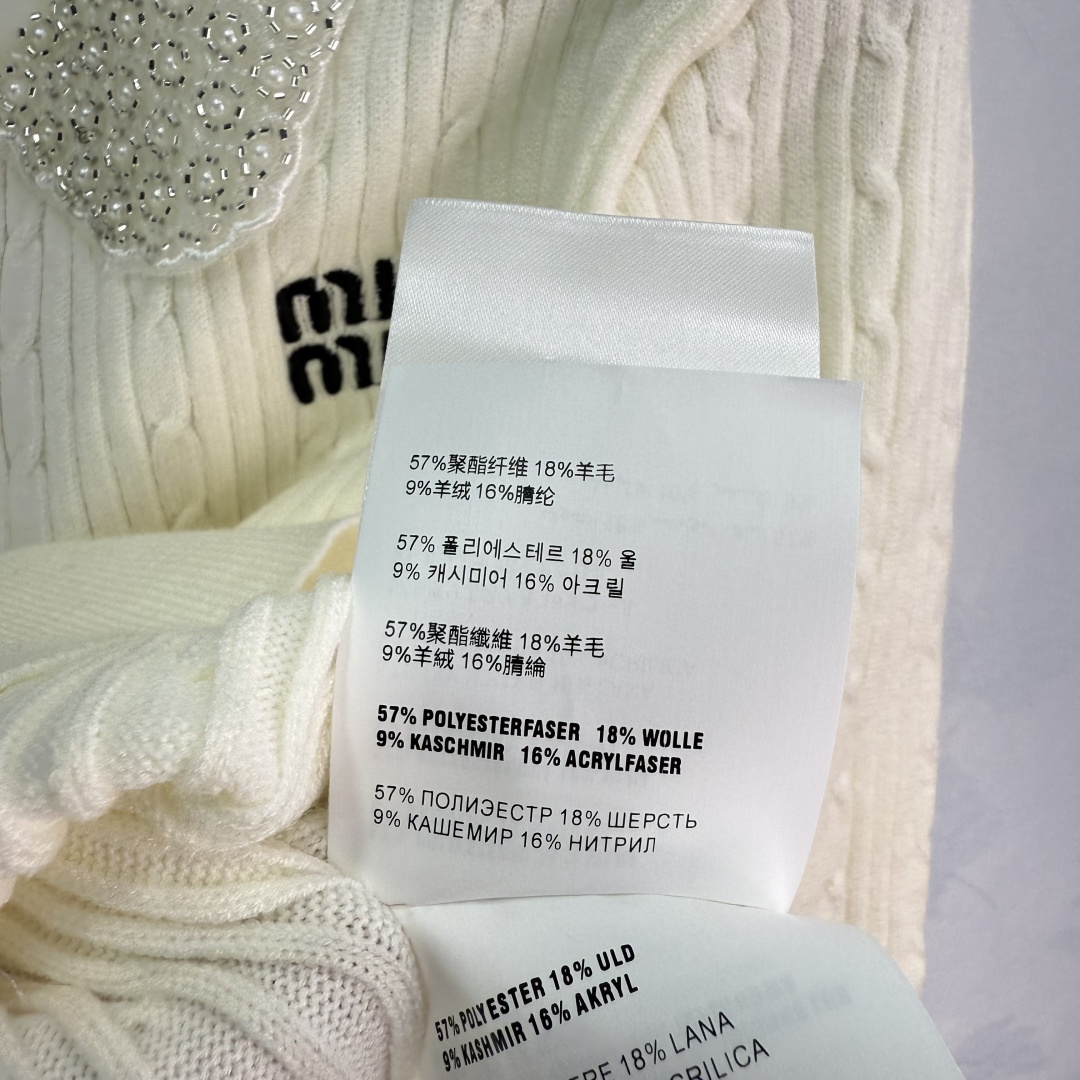 57%聚酯纤维 18%羊毛
9%羊绒 16%腈纶
57% 폴리에스테르 18% 울
9% 캐시미어 16% 아크릴
57%聚酯纖維 18%羊毛
9%羊絨 16%腈綸
57% POLYESTERFASER 18% WOLLE
9% KASCHMIR 16% ACRYLFASER
57% ПОЛИЭЕСТР 18% ШЕРСТЬ
9% КАШЕМИР 16% НИТРИЛ
57% POLYESTER 18% ULD
9% KASHMIR 16% AKRYL
18% LANA